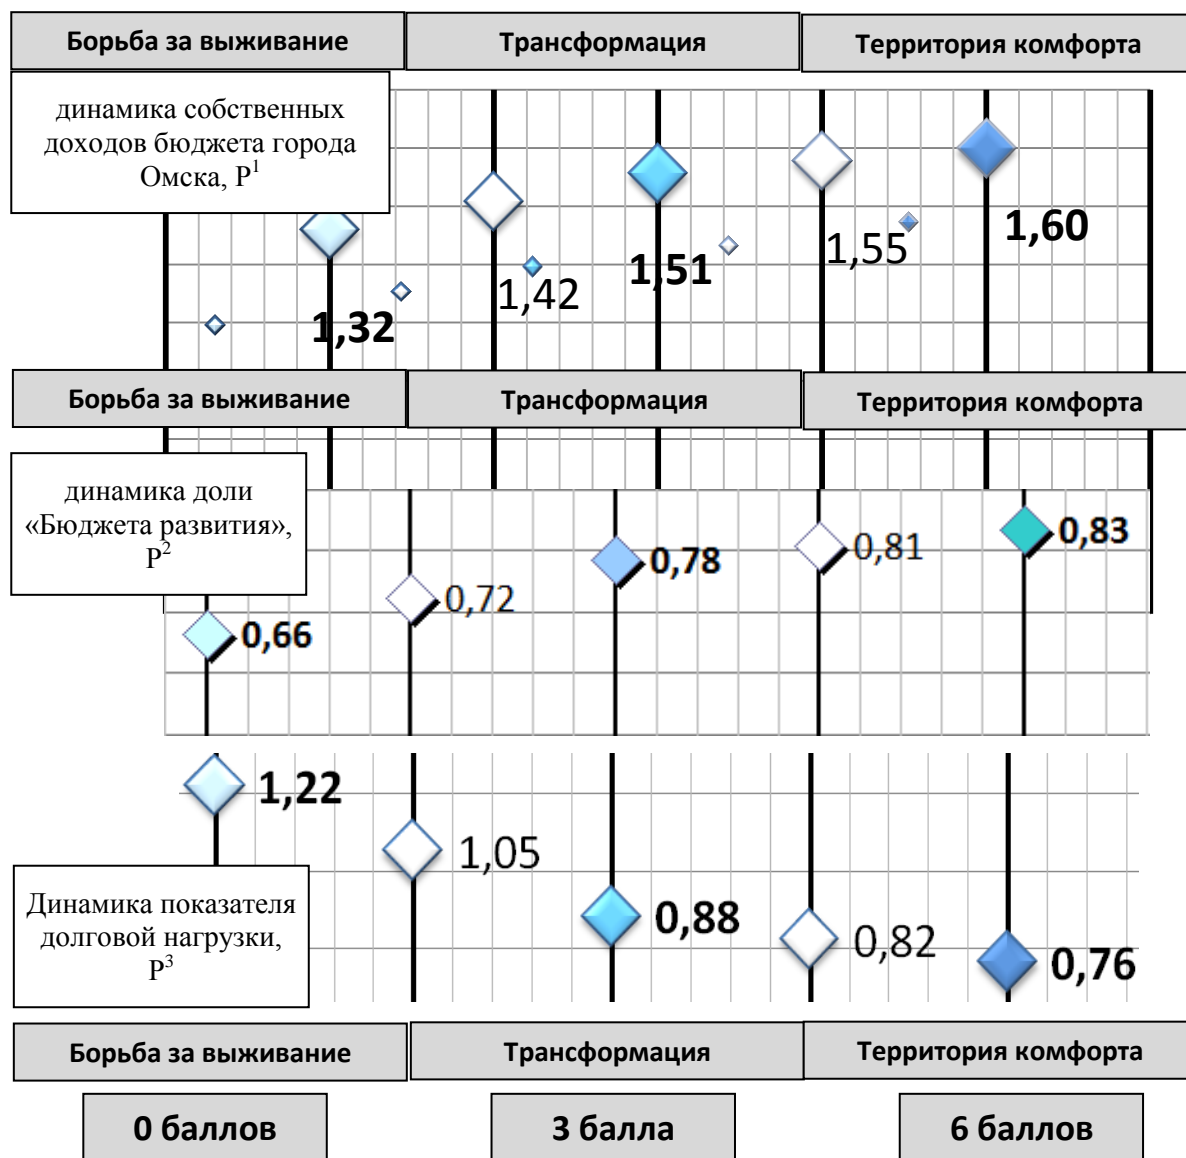 Борьба за выживание
Трансформация
Территория комфорта
динамика собственных
доходов бюджета города
Омска, P¹
1,32
1,42
1,51
1,55
1,60
Борьба за выживание
Трансформация
Территория комфорта
динамика доли
«Бюджета развития»,
P²
0,66
0,72
0,78
0,81
0,83
1,22
1,05
0,88
0,82
0,76
Динамика показателя
долговой нагрузки,
P³
Борьба за выживание
Трансформация
Территория комфорта
0 баллов
3 балла
6 баллов